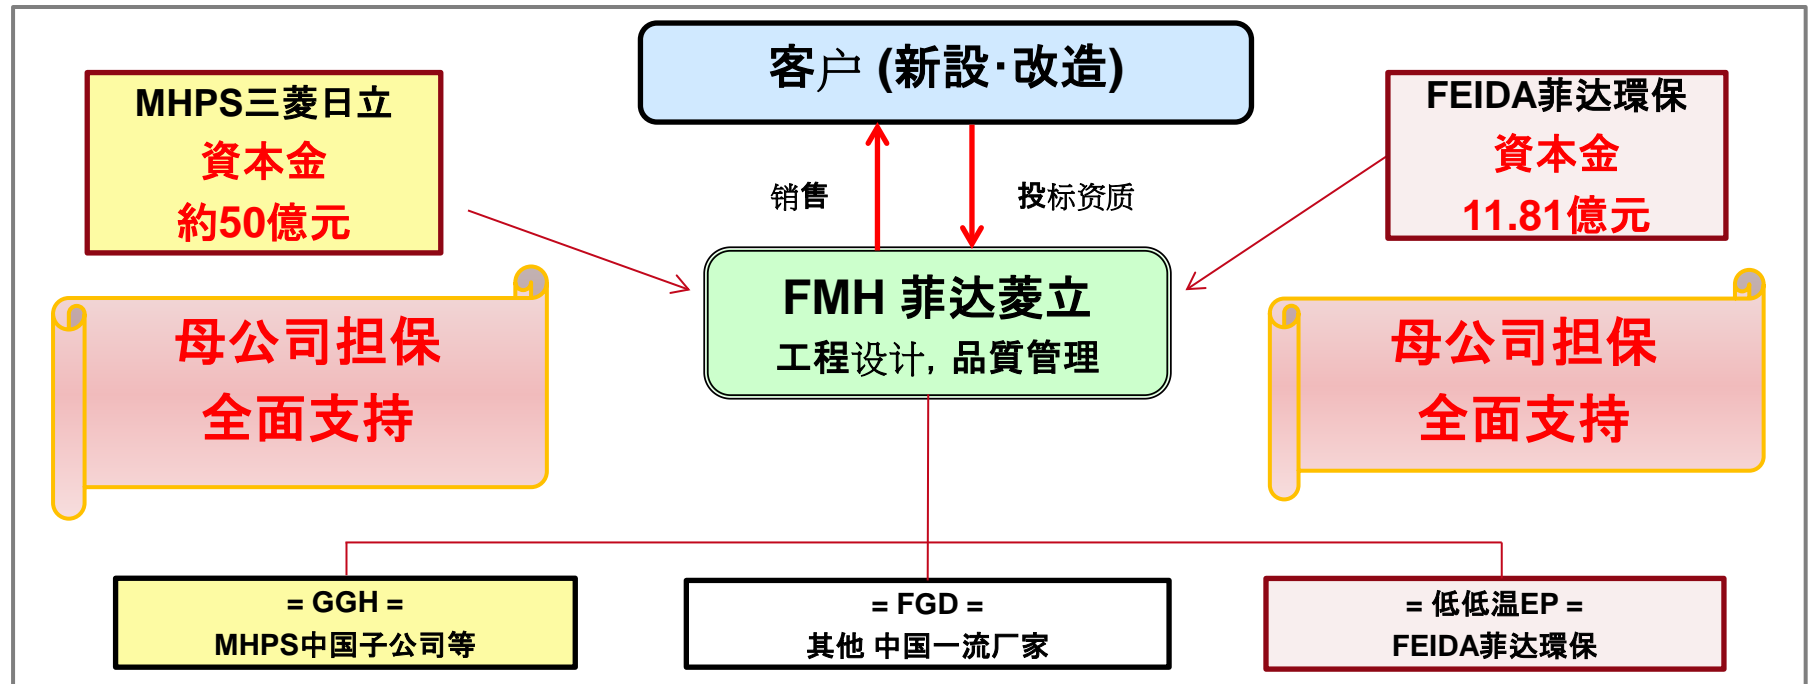 客户 (新設·改造)
MHPS三菱日立
資本金
約50億元
FEIDA菲达環保
資本金
11.81億元
销售
投标资质
FMH 菲达菱立
工程设计, 品質管理
母公司担保
全面支持
母公司担保
全面支持
= GGH =
MHPS中国子公司等
= FGD =
其他 中国一流厂家
= 低低温EP =
FEIDA菲达環保